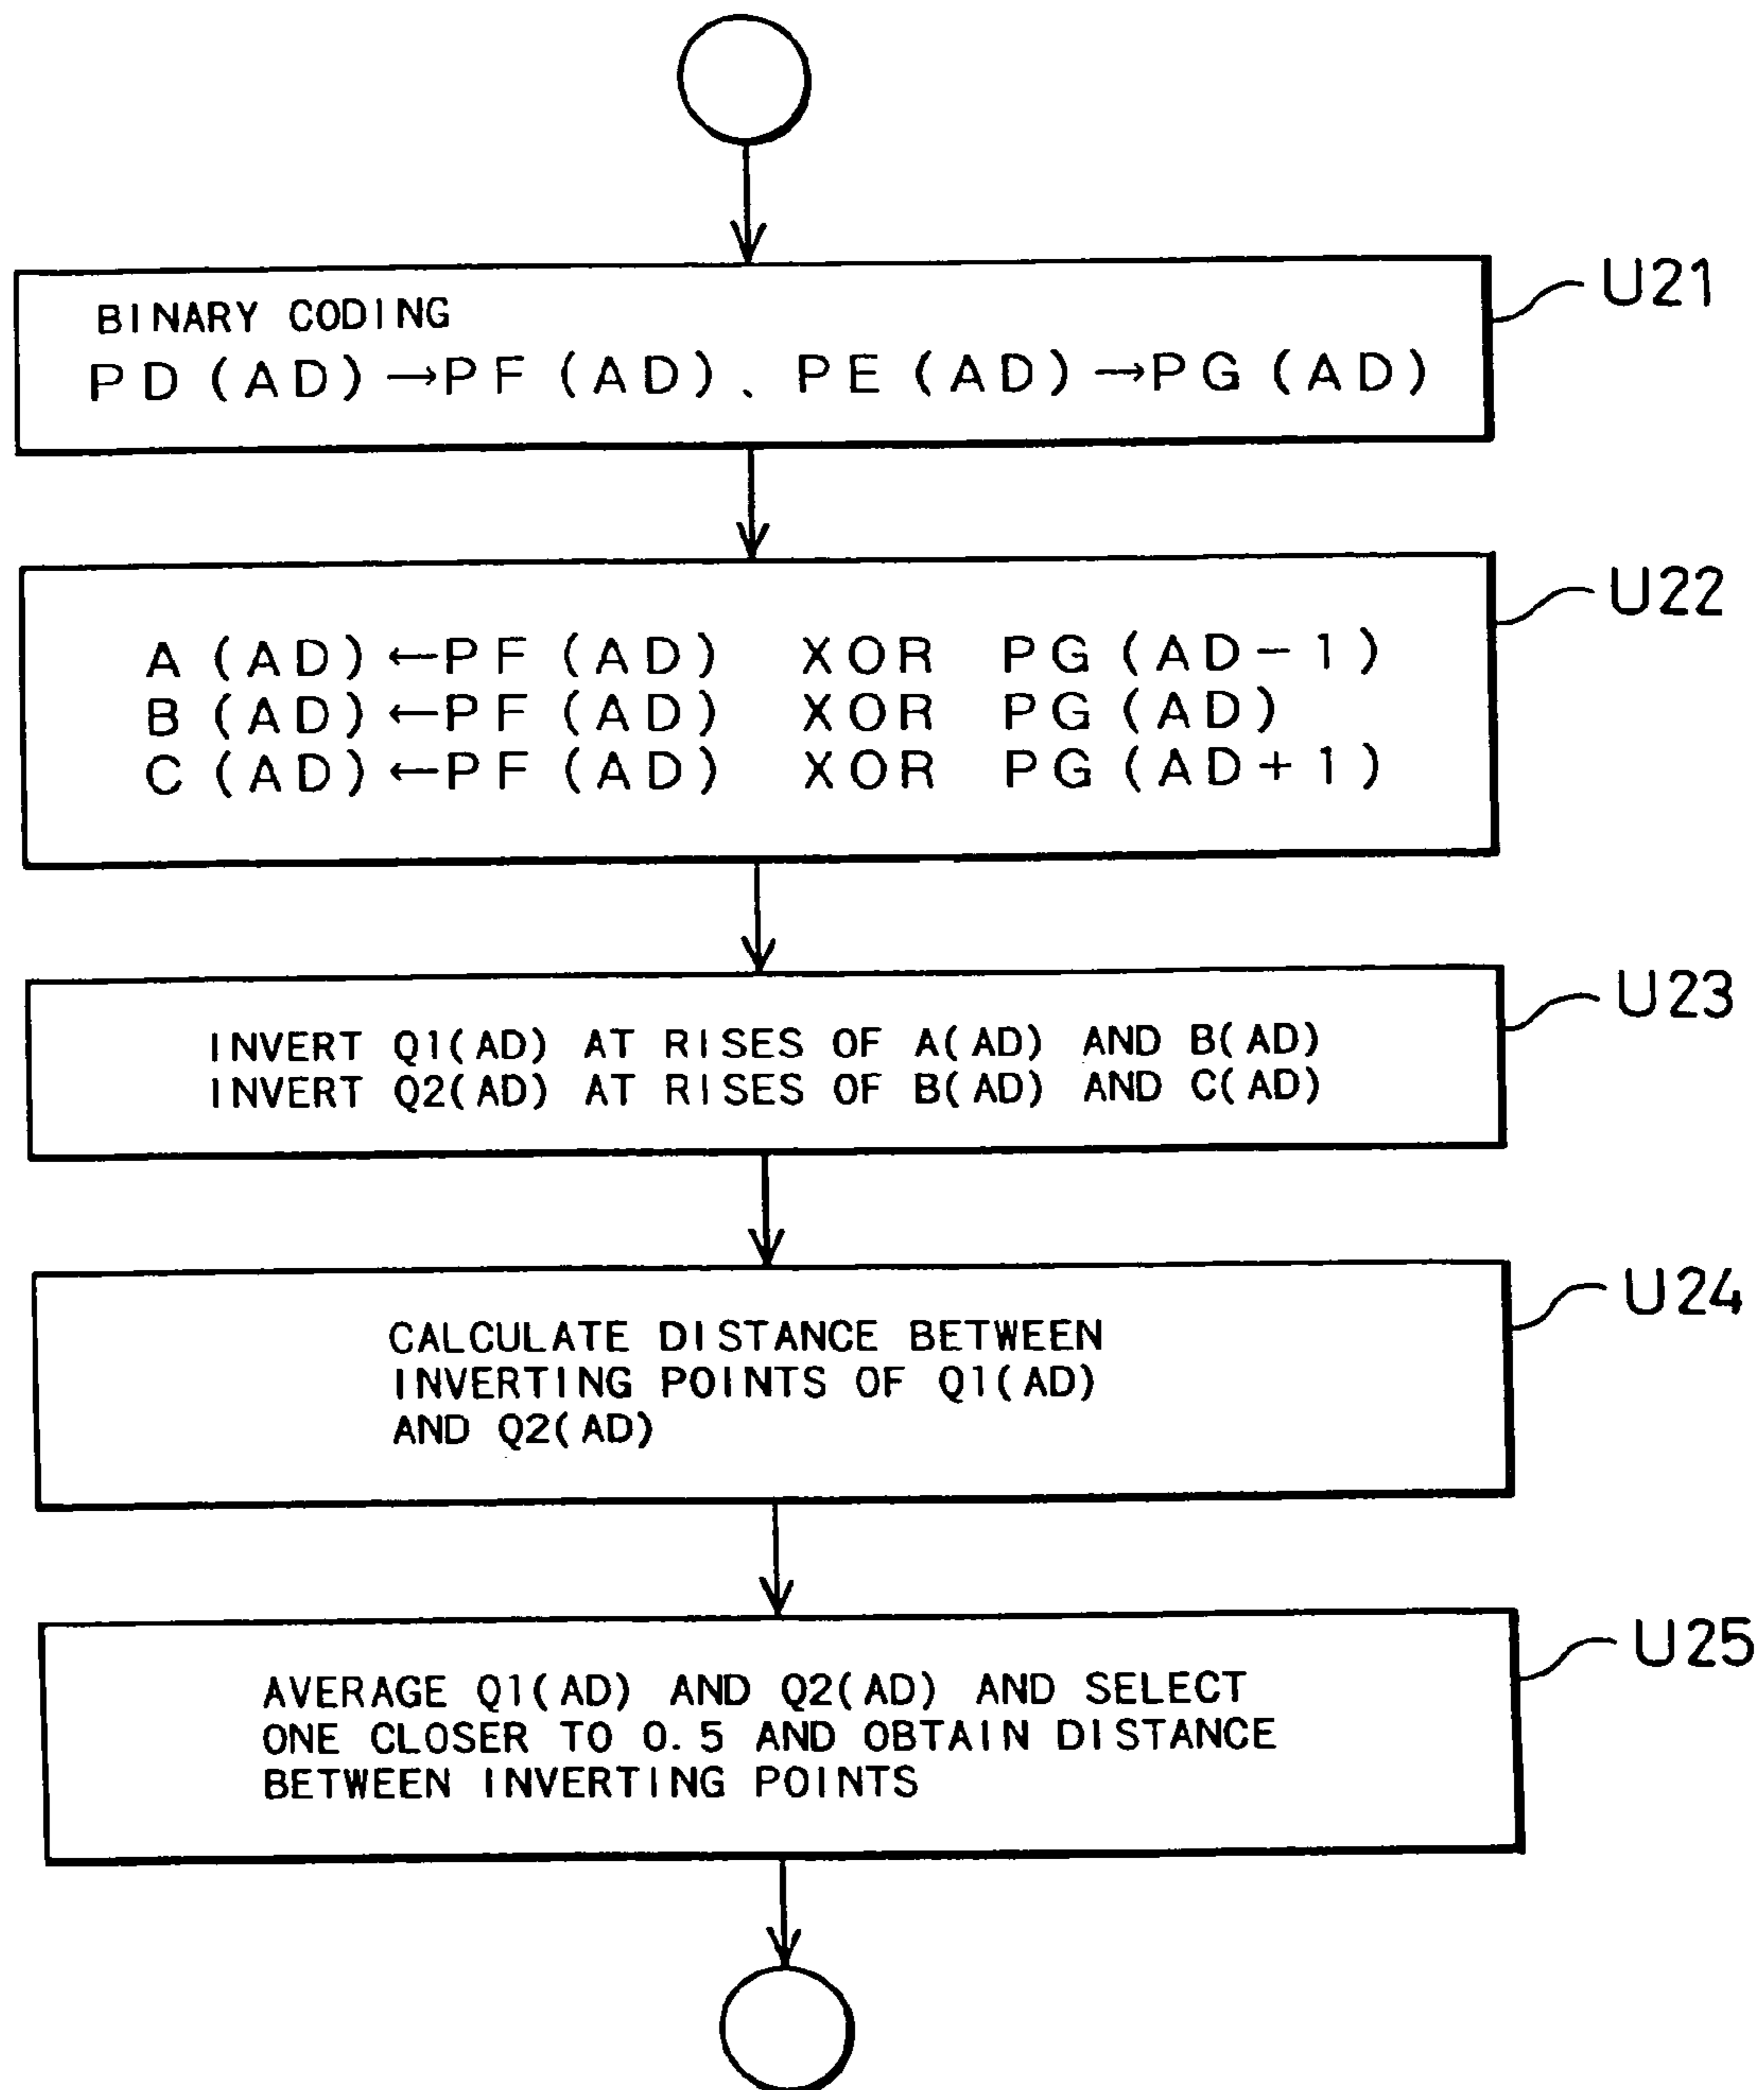 BINARY CODING
PD(AD)→PF(AD)、PE(AD)→PG(AD)
U21
A(AD)←PF(AD) XOR PG(AD-1)
B(AD)←PF(AD) XOR PG(AD)
C(AD)←PF(AD) XOR PG(AD+1)
U22
INVERT Q1(AD) AT RISES OF A(AD) AND B(AD)
INVERT Q2(AD) AT RISES OF B(AD) AND C(AD)
U23
CALCULATE DISTANCE BETWEEN
INVERTING POINTS OF Q1(AD)
AND Q2(AD)
U24
AVERAGE Q1(AD) AND Q2(AD) AND SELECT
ONE CLOSER TO 0.5 AND OBTAIN DISTANCE
BETWEEN INVERTING POINTS
U25